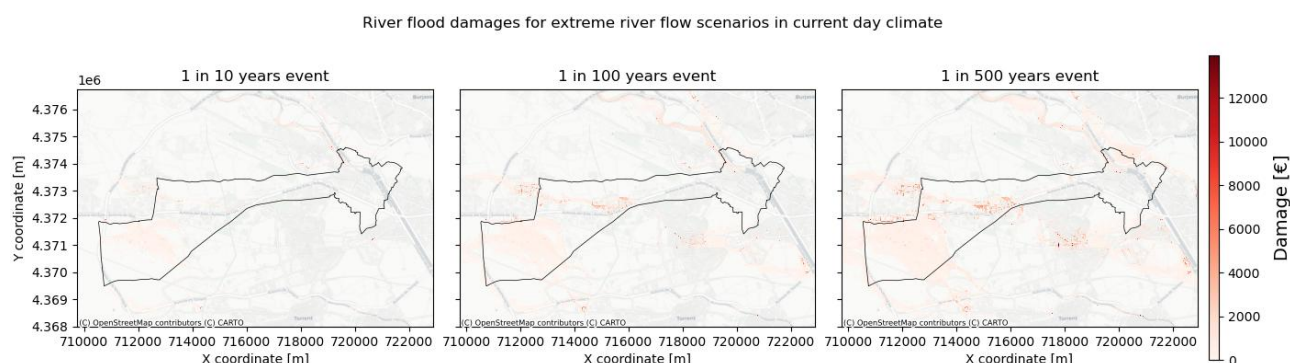 River flood damages for extreme river flow scenarios in current day climate
1 in 10 years event
1 in 100 years event
1 in 500 years event
1e6
4.376
4.375
4.374
4.373
4.372
4.371
4.370
4.369
4.368
Y coordinate [m]
(C) OpenStreetMap contributors (C) CARTO
(C) OpenStreetMap contributors (C) CARTO
(C) OpenStreetMap contributors (C) CARTO
710000 712000 714000 716000 718000 720000 722000
710000 712000 714000 716000 718000 720000 722000
710000 712000 714000 716000 718000 720000 722000
X coordinate [m]
X coordinate [m]
X coordinate [m]
12000
10000
8000
6000
4000
2000
0
Damage [€]